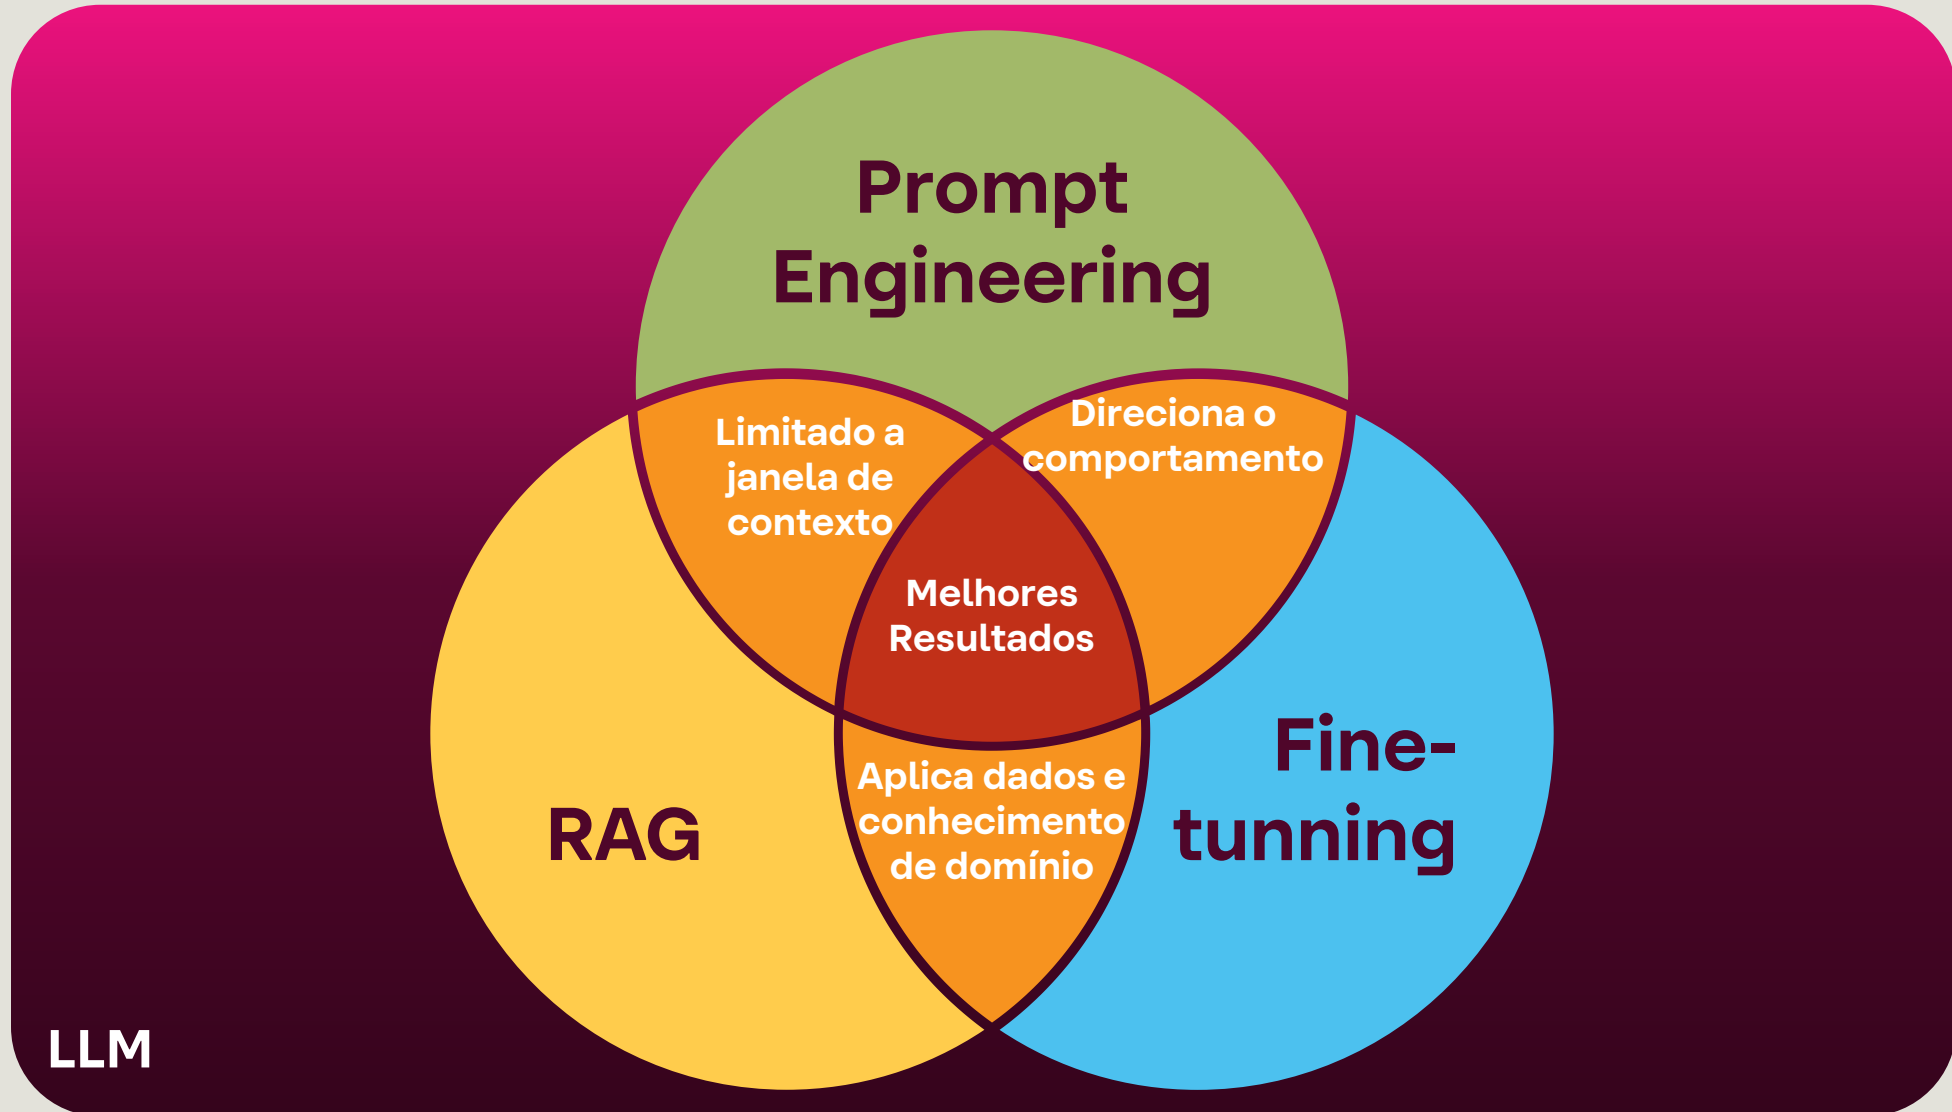 Prompt
Engineering
Limitado a
janela de
contexto
Direciona o
comportamento
Melhores
Resultados
RAG
Aplica dados e
conhecimento
de domínio
Fine-
tunning
LLM